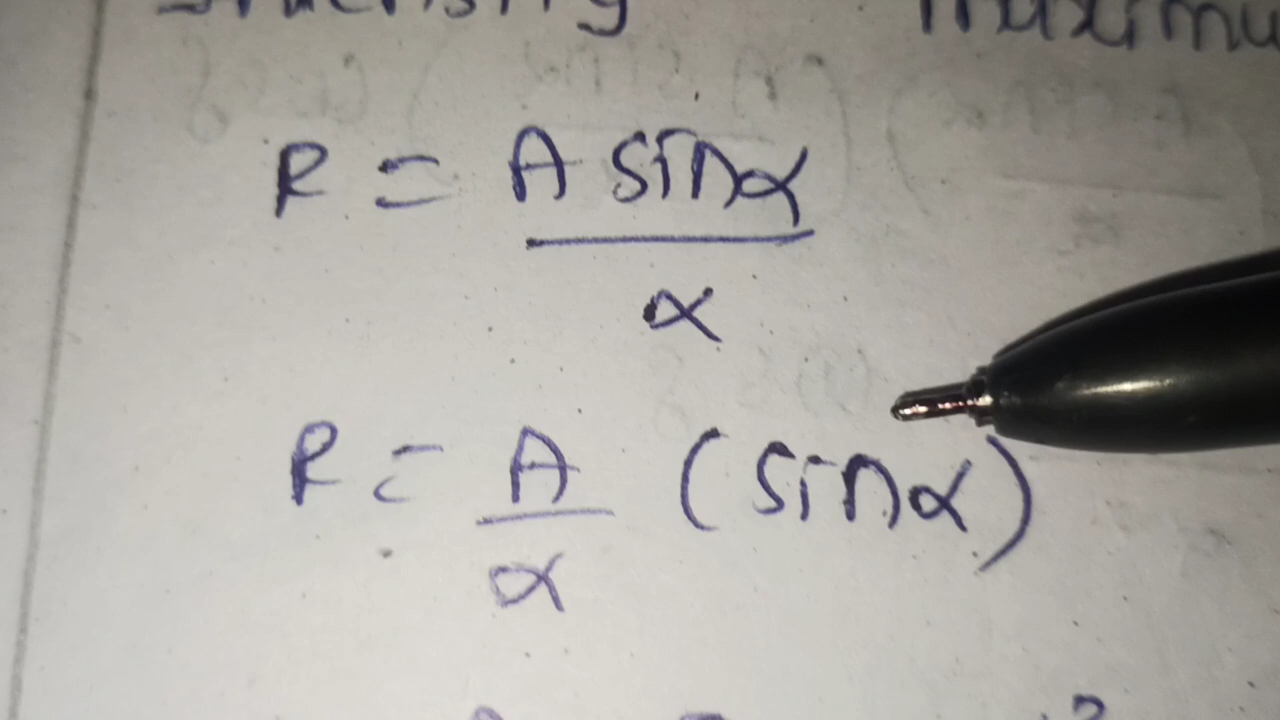 R = A sinα
α
R = A (sinα)
α